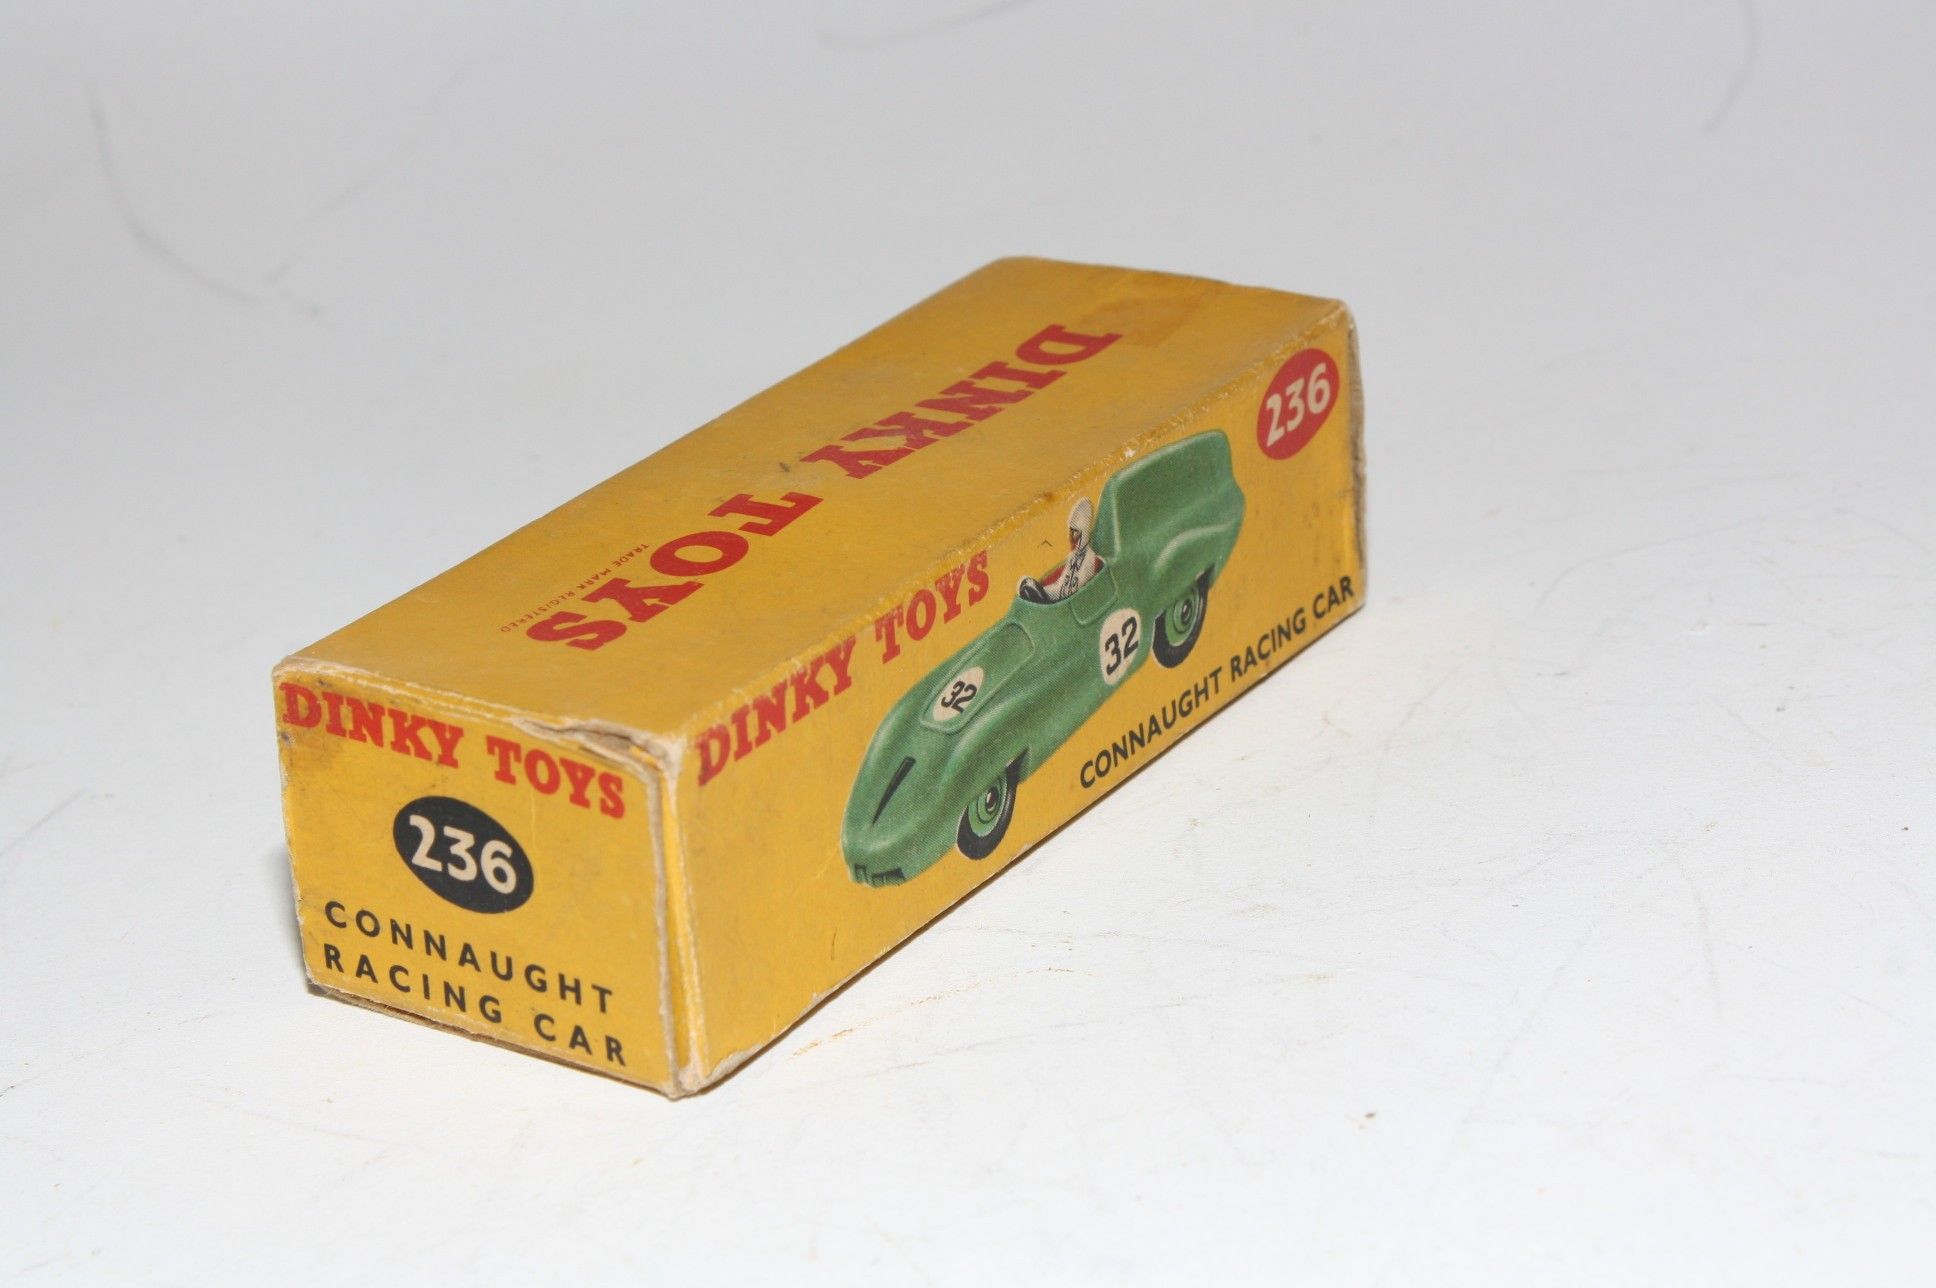 DINKY TOYS
TRADE MARK REGISTERED
DINKY TOYS
236
CONNAUGHT
RACING CAR
DINKY TOYS
236
32
32
CONNAUGHT RACING CAR